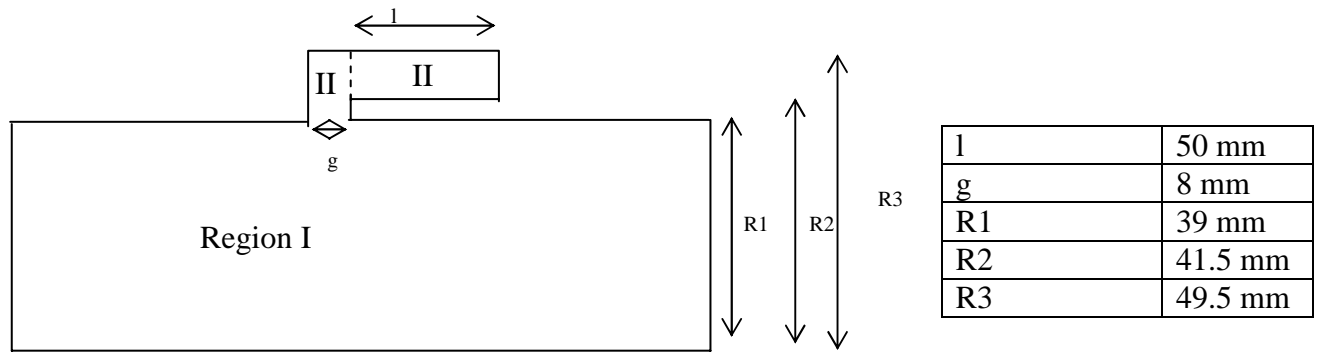 l
II II
g
Region I
R1
R2
R3
l 50 mm
g 8 mm
R1 39 mm
R2 41.5 mm
R3 49.5 mm